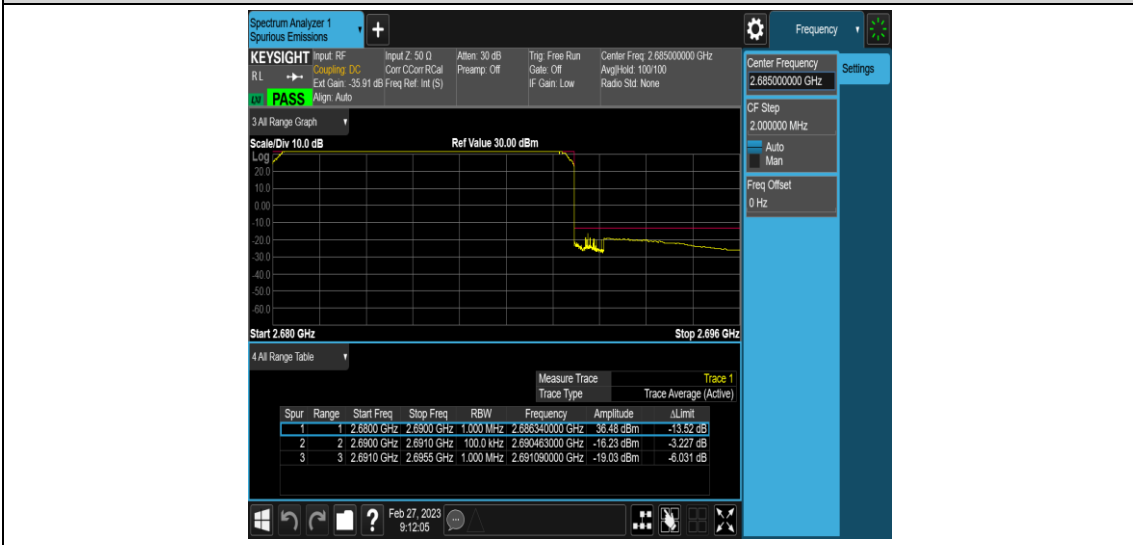 Spectrum Analyzer 1
Spurious Emissions
+
Frequency
KEYSIGHT Input: RF Input Z: 50 Ω Atten: 30 dB Trig: Free Run Center Freq: 2.685000000 GHz
RL Coupling: DC Corr CCorr RCal Preamp: Off Gate: Off Avg|Hold: 100/100
Ext Gain: -35.91 dB Freq Ref: Int (S) IF Gain: Low Radio Std: None
LXI PASS Align: Auto
Center Frequency
2.685000000 GHz
Settings
CF Step
2.000000 MHz
Auto
Man
Freq Offset
0 Hz
3 All Range Graph
Scale/Div 10.0 dB Ref Value 30.00 dBm
Log
20.0
10.0
0.00
-10.0
-20.0
-30.0
-40.0
-50.0
-60.0
Start 2.680 GHz Stop 2.696 GHz
4 All Range Table
Measure Trace Trace 1
Trace Type Trace Average (Active)
Spur Range Start Freq Stop Freq RBW Frequency Amplitude ΔLimit
1 1 2.6800 GHz 2.6900 GHz 1.000 MHz 2.686340000 GHz 36.48 dBm -13.52 dB
2 2 2.6900 GHz 2.6910 GHz 100.0 kHz 2.690463000 GHz -16.23 dBm -3.227 dB
3 3 2.6910 GHz 2.6955 GHz 1.000 MHz 2.691090000 GHz -19.03 dBm -6.031 dB
? Feb 27, 2023
9:12:05